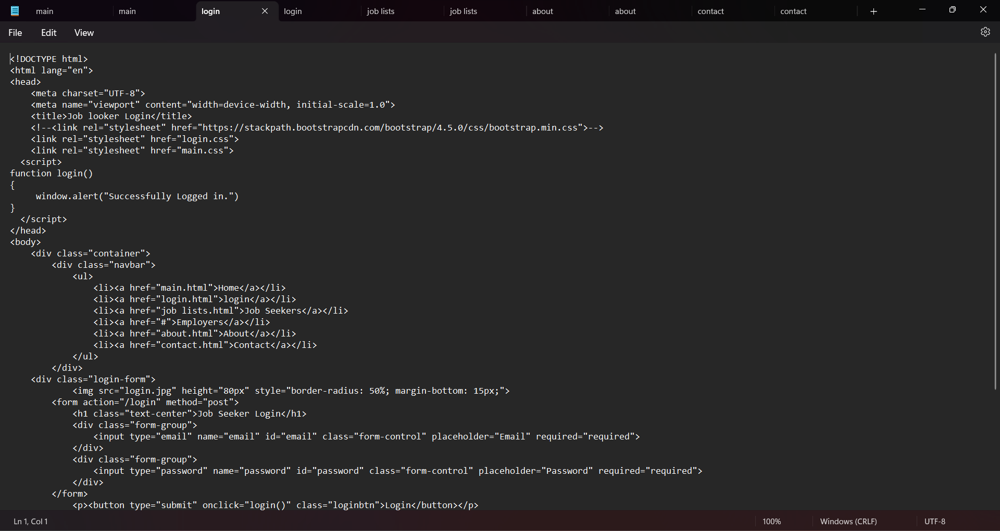 main main login login job lists job lists about about contact contact
File Edit View
<!DOCTYPE html>
<html lang="en">
<head>
    <meta charset="UTF-8">
    <meta name="viewport" content="width=device-width, initial-scale=1.0">
    <title>Job looker Login</title>
    <!--<link rel="stylesheet" href="https://stackpath.bootstrapcdn.com/bootstrap/4.5.0/css/bootstrap.min.css">-->
    <link rel="stylesheet" href="login.css">
    <link rel="stylesheet" href="main.css">
  <script>
function login()
{
     window.alert("Successfully Logged in.")
}
  </script>
</head>
<body>
    <div class="container">
        <div class="navbar">
            <ul>
                <li><a href="main.html">Home</a></li>
                <li><a href="login.html">login</a></li>
                <li><a href="job lists.html">Job Seekers</a></li>
                <li><a href="#">Employers</a></li>
                <li><a href="about.html">About</a></li>
                <li><a href="contact.html">Contact</a></li>
            </ul>
        </div>
    <div class="login-form">
            <img src="login.jpg" height="80px" style="border-radius: 50%; margin-bottom: 15px;">
        <form action="/login" method="post">
            <h1 class="text-center">Job Seeker Login</h1>
            <div class="form-group">
                <input type="email" name="email" id="email" class="form-control" placeholder="Email" required="required">
            </div>
            <div class="form-group">
                <input type="password" name="password" id="password" class="form-control" placeholder="Password" required="required">
            </div>
        </form>
            <p><button type="submit" onclick="login()" class="loginbtn">Login</button></p>
Ln 1, Col 1 100% Windows (CRLF) UTF-8